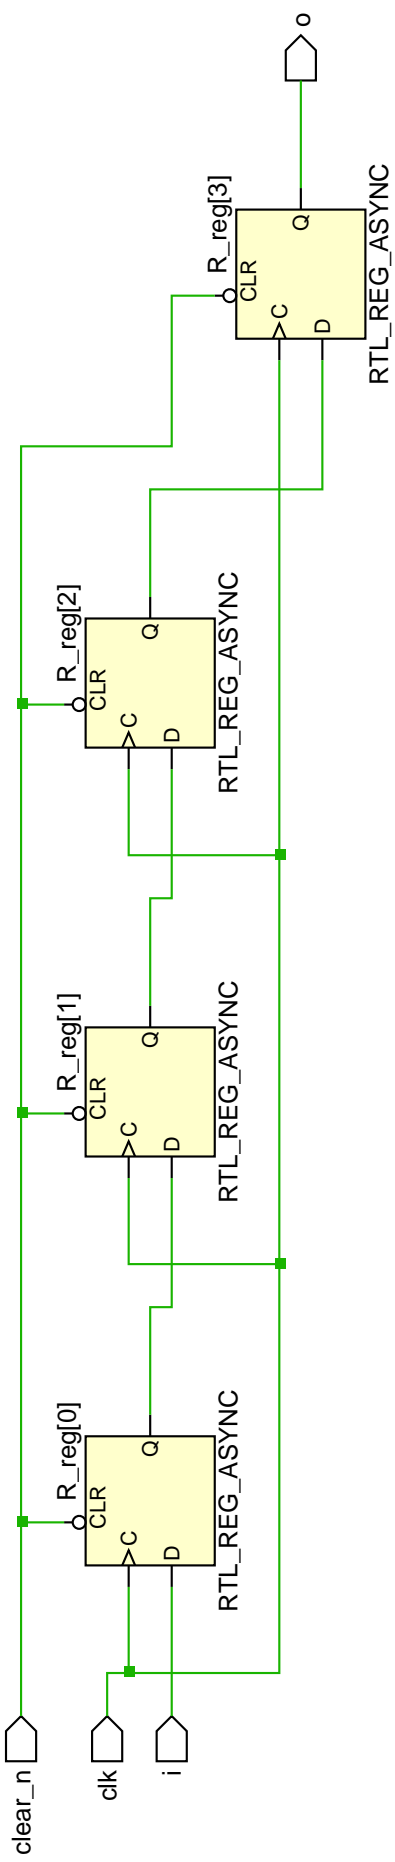 o
R_reg[3]
CLR
C
D
Q
RTL_REG_ASYNC
R_reg[2]
CLR
C
D
Q
RTL_REG_ASYNC
R_reg[1]
CLR
C
D
Q
RTL_REG_ASYNC
R_reg[0]
CLR
C
D
Q
RTL_REG_ASYNC
clear_n
clk
i